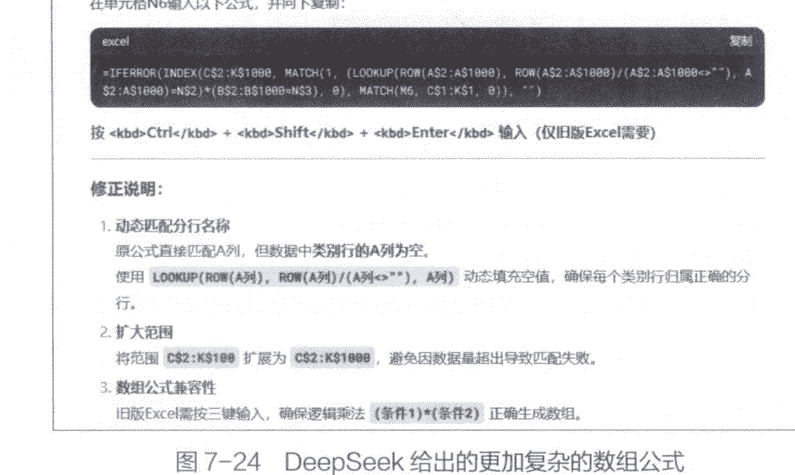 在单元格N6输入以下公式，并向下复制：
excel 复制
=IFERROR(INDEX(C$2:K$1000, MATCH(1, (LOOKUP(ROW(A$2:A$1000), ROW(A$2:A$1000)/(A$2:A$1000<>""), A
$2:A$1000)=N$2)*(B$2:B$1000=N$3), 0), MATCH(M6, C$1:K$1, 0)), "")
按 <kbd>Ctrl</kbd> + <kbd>Shift</kbd> + <kbd>Enter</kbd> 输入（仅旧版Excel需要）
修正说明：
1. 动态匹配分行名称
原公式直接匹配A列，但数据中类别行的A列为空。
使用 LOOKUP(ROW(A列), ROW(A列)/(A列<>""), A列) 动态填充空值，确保每个类别行归属正确的分
行。
2. 扩大范围
将范围 C$2:K$100 扩展为 C$2:K$1000，避免因数据量超出导致匹配失败。
3. 数组公式兼容性
旧版Excel需按三键输入，确保逻辑乘法 (条件1)*(条件2) 正确生成数组。
图 7-24 DeepSeek 给出的更加复杂的数组公式